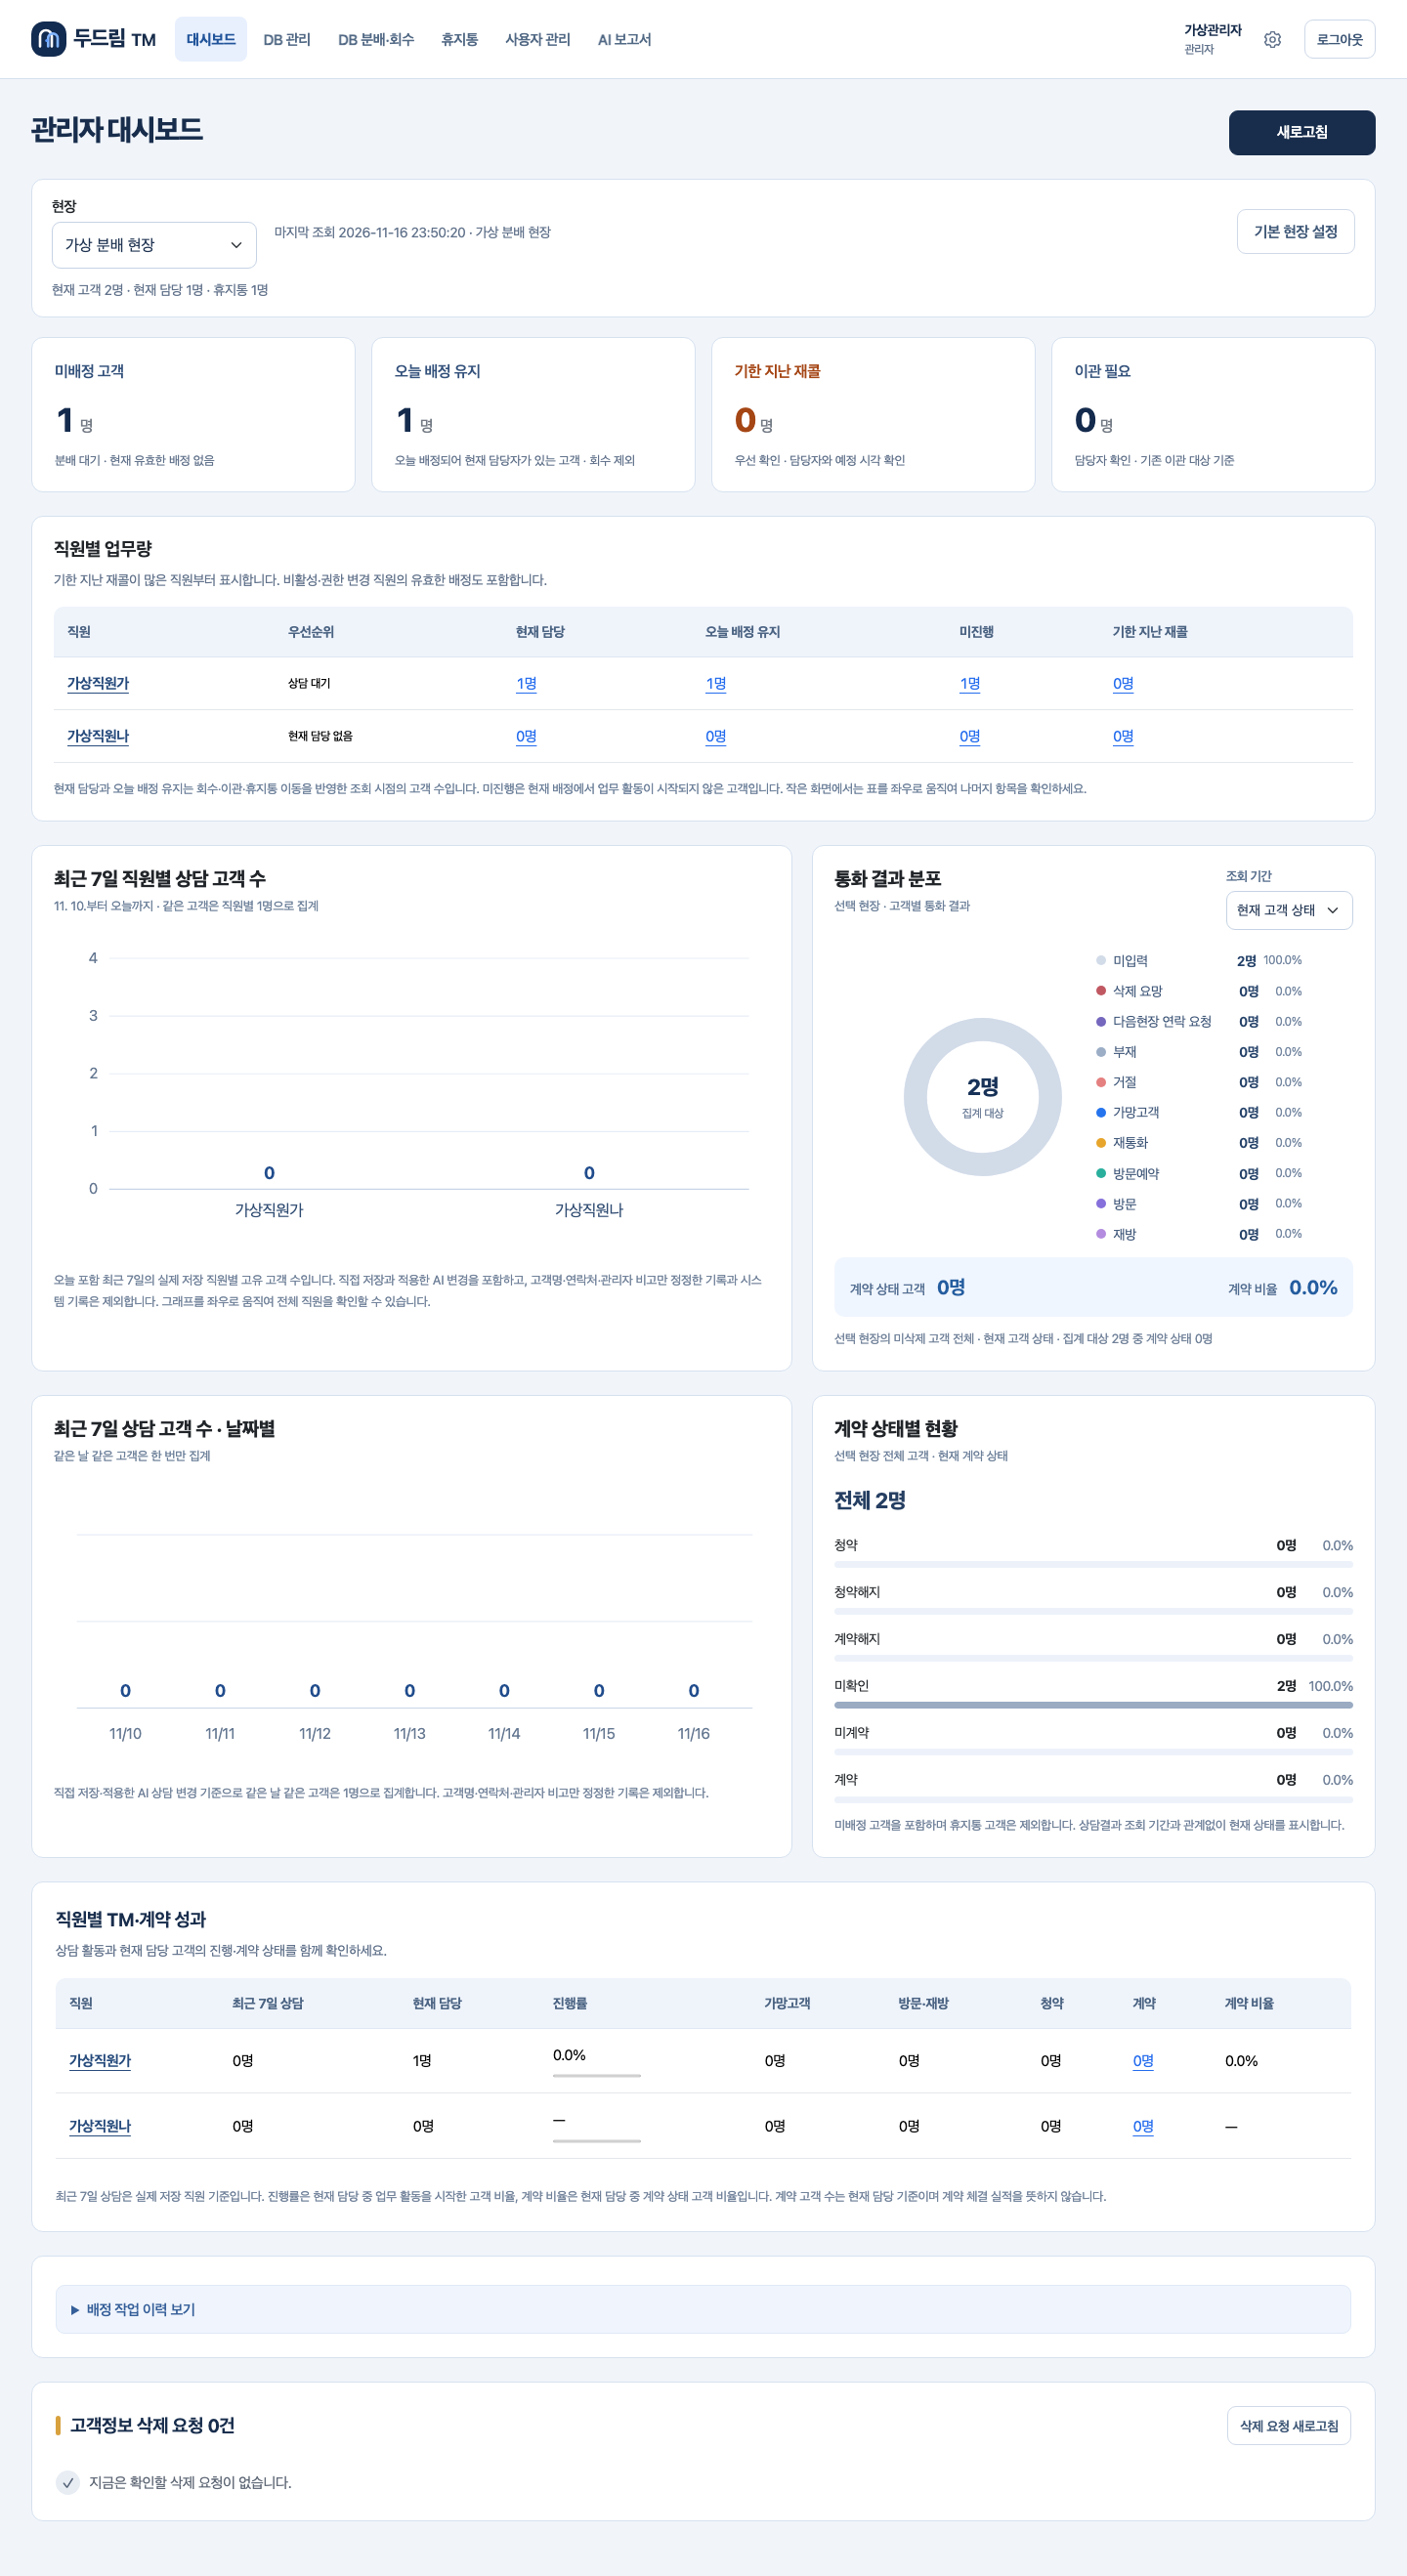 두드림 TM
대시보드
DB 관리
DB 분배·회수
휴지통
사용자 관리
AI 보고서
가상관리자
관리자
로그아웃
관리자 대시보드
새로고침
현장
가상 분배 현장
마지막 조회 2026-11-16 23:50:20 · 가상 분배 현장
기본 현장 설정
현재 고객 2명 · 현재 담당 1명 · 휴지통 1명
미배정 고객
1 명
분배 대기 · 현재 유효한 배정 없음
오늘 배정 유지
1 명
오늘 배정되어 현재 담당자가 있는 고객 · 회수 제외
기한 지난 재콜
0 명
우선 확인 · 담당자와 예정 시각 확인
이관 필요
0 명
담당자 확인 · 기존 이관 대상 기준
직원별 업무량
기한 지난 재콜이 많은 직원부터 표시합니다. 비활성·권한 변경 직원의 유효한 배정도 포함합니다.
직원 우선순위 현재 담당 오늘 배정 유지 미진행 기한 지난 재콜
가상직원가 상담 대기 1명 1명 1명 0명
가상직원나 현재 담당 없음 0명 0명 0명 0명
현재 담당과 오늘 배정 유지는 회수·이관·휴지통 이동을 반영한 조회 시점의 고객 수입니다. 미진행은 현재 배정에서 업무 활동이 시작되지 않은 고객입니다. 작은 화면에서는 표를 좌우로 움직여 나머지 항목을 확인하세요.
최근 7일 직원별 상담 고객 수
11. 10.부터 오늘까지 · 같은 고객은 직원별 1명으로 집계
4
3
2
1
0
0 0
가상직원가 가상직원나
오늘 포함 최근 7일의 실제 저장 직원별 고유 고객 수입니다. 직접 저장과 적용한 AI 변경을 포함하고, 고객명·연락처·관리자 비고만 정정한 기록과 시스
템 기록은 제외합니다. 그래프를 좌우로 움직여 전체 직원을 확인할 수 있습니다.
통화 결과 분포
선택 현장 · 고객별 통화 결과
조회 기간
현재 고객 상태
2명
집계 대상
미입력 2명 100.0%
삭제 요망 0명 0.0%
다음현장 연락 요청 0명 0.0%
부재 0명 0.0%
거절 0명 0.0%
가망고객 0명 0.0%
재통화 0명 0.0%
방문예약 0명 0.0%
방문 0명 0.0%
재방 0명 0.0%
계약 상태 고객 0명
계약 비율 0.0%
선택 현장의 미삭제 고객 전체 · 현재 고객 상태 · 집계 대상 2명 중 계약 상태 0명
최근 7일 상담 고객 수 · 날짜별
같은 날 같은 고객은 한 번만 집계
0 0 0 0 0 0 0
11/10 11/11 11/12 11/13 11/14 11/15 11/16
직접 저장·적용한 AI 상담 변경 기준으로 같은 날 같은 고객은 1명으로 집계합니다. 고객명·연락처·관리자 비고만 정정한 기록은 제외합니다.
계약 상태별 현황
선택 현장 전체 고객 · 현재 계약 상태
전체 2명
청약 0명 0.0%
청약해지 0명 0.0%
계약해지 0명 0.0%
미확인 2명 100.0%
미계약 0명 0.0%
계약 0명 0.0%
미배정 고객을 포함하며 휴지통 고객은 제외합니다. 상담결과 조회 기간과 관계없이 현재 상태를 표시합니다.
직원별 TM·계약 성과
상담 활동과 현재 담당 고객의 진행·계약 상태를 함께 확인하세요.
직원 최근 7일 상담 현재 담당 진행률 가망고객 방문·재방 청약 계약 계약 비율
가상직원가 0명 1명 0.0% 0명 0명 0명 0명 0.0%
가상직원나 0명 0명 — 0명 0명 0명 0명 —
최근 7일 상담은 실제 저장 직원 기준입니다. 진행률은 현재 담당 중 업무 활동을 시작한 고객 비율, 계약 비율은 현재 담당 중 계약 상태 고객 비율입니다. 계약 고객 수는 현재 담당 기준이며 계약 체결 실적을 뜻하지 않습니다.
배정 작업 이력 보기
고객정보 삭제 요청 0건
삭제 요청 새로고침
지금은 확인할 삭제 요청이 없습니다.